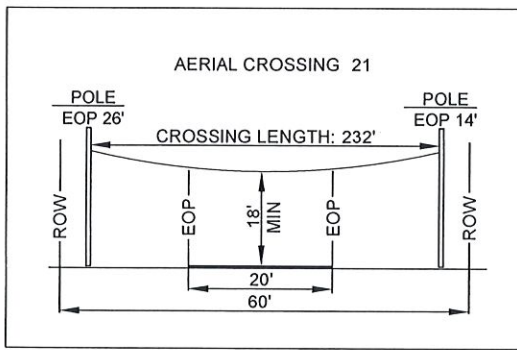 AERIAL CROSSING 21
POLE
EOP 26'
POLE
EOP 14'
CROSSING LENGTH: 232'
ROW
EOP
18'
MIN
EOP
ROW
20'
60'